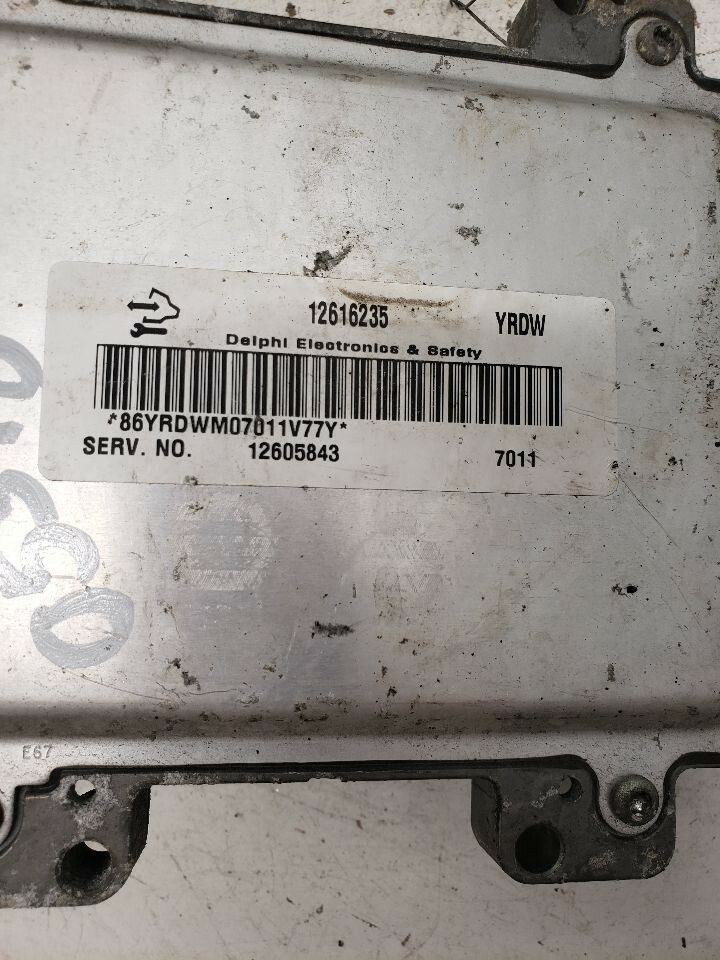 12616235 YRDW
Delphi Electronics & Safety
*86YRDWM07011V77Y*
SERV. NO. 12605843 7011
E67